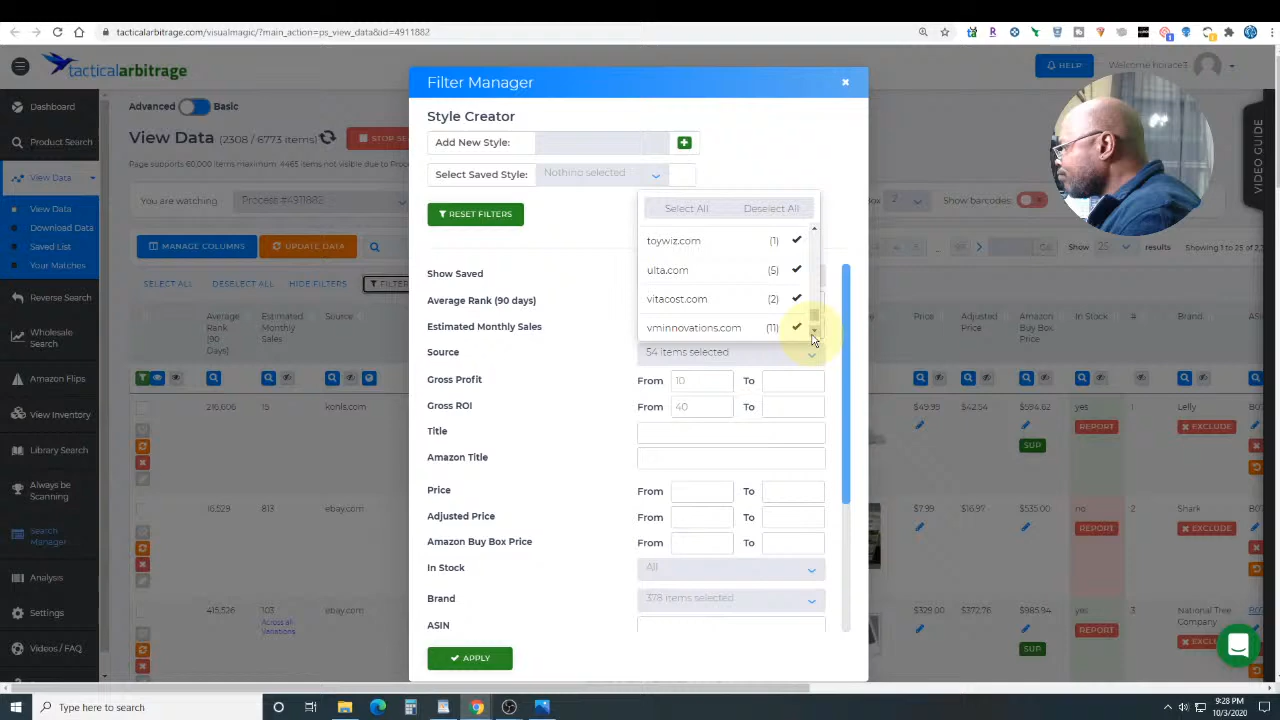 tacticalarbitrage.com/visualmagic/?main_action=ps_view_data&id=4911882
tacticalarbitrage
HELP
Welcome horace3
Dashboard
Product Search
View Data
View Data
Download Data
Saved List
Your Matches
Reverse Search
Wholesale Search
Amazon Flips
View Inventory
Library Search
Always be Scanning
Search Manager
Analysis
Settings
Videos / FAQ
Advanced Basic
View Data (2308 / 6773 items)
STOP SE
Page supports 60,000 items maximum. 4465 items not visible due to Proce
You are watching Process #4911882
MANAGE COLUMNS
UPDATE DATA
SELECT ALL DESELECT ALL HIDE FILTERS FILTER
Average Rank (90 Days)
Estimated Monthly Sales
Source
216,606 15 kohls.com
16,529 813 ebay.com
415,526 103 ebay.com
Across all Variations
Filter Manager
Style Creator
Add New Style:
Select Saved Style: Nothing selected
RESET FILTERS
Select All Deselect All
toywiz.com (1)
ulta.com (5)
vitacost.com (2)
vminnovations.com (11)
Show Saved
Average Rank (90 days)
Estimated Monthly Sales
Source 54 items selected
Gross Profit From 10 To
Gross ROI From 40 To
Title
Amazon Title
Price From To
Adjusted Price From To
Amazon Buy Box Price From To
In Stock All
Brand 378 items selected
ASIN
APPLY
VIDEO GUIDE
ox 2 Show barcodes:
Show 25 results Showing 1 to 25 of 2,
Price Adjusted Price Amazon Buy Box Price In Stock # Brand ASIN
$49.99 $42.54 $594.62 yes 1 Lelly B07
REPORT EXCLUDE
SUP
$7.99 $16.97 $535.00 no 2 Shark B07
REPORT EXCLUDE
$329.00 $372.76 $985.94 yes 3 National Tree Company B0
REPORT EXCLUDE
SUP
Type here to search
9:28 PM
10/3/2020